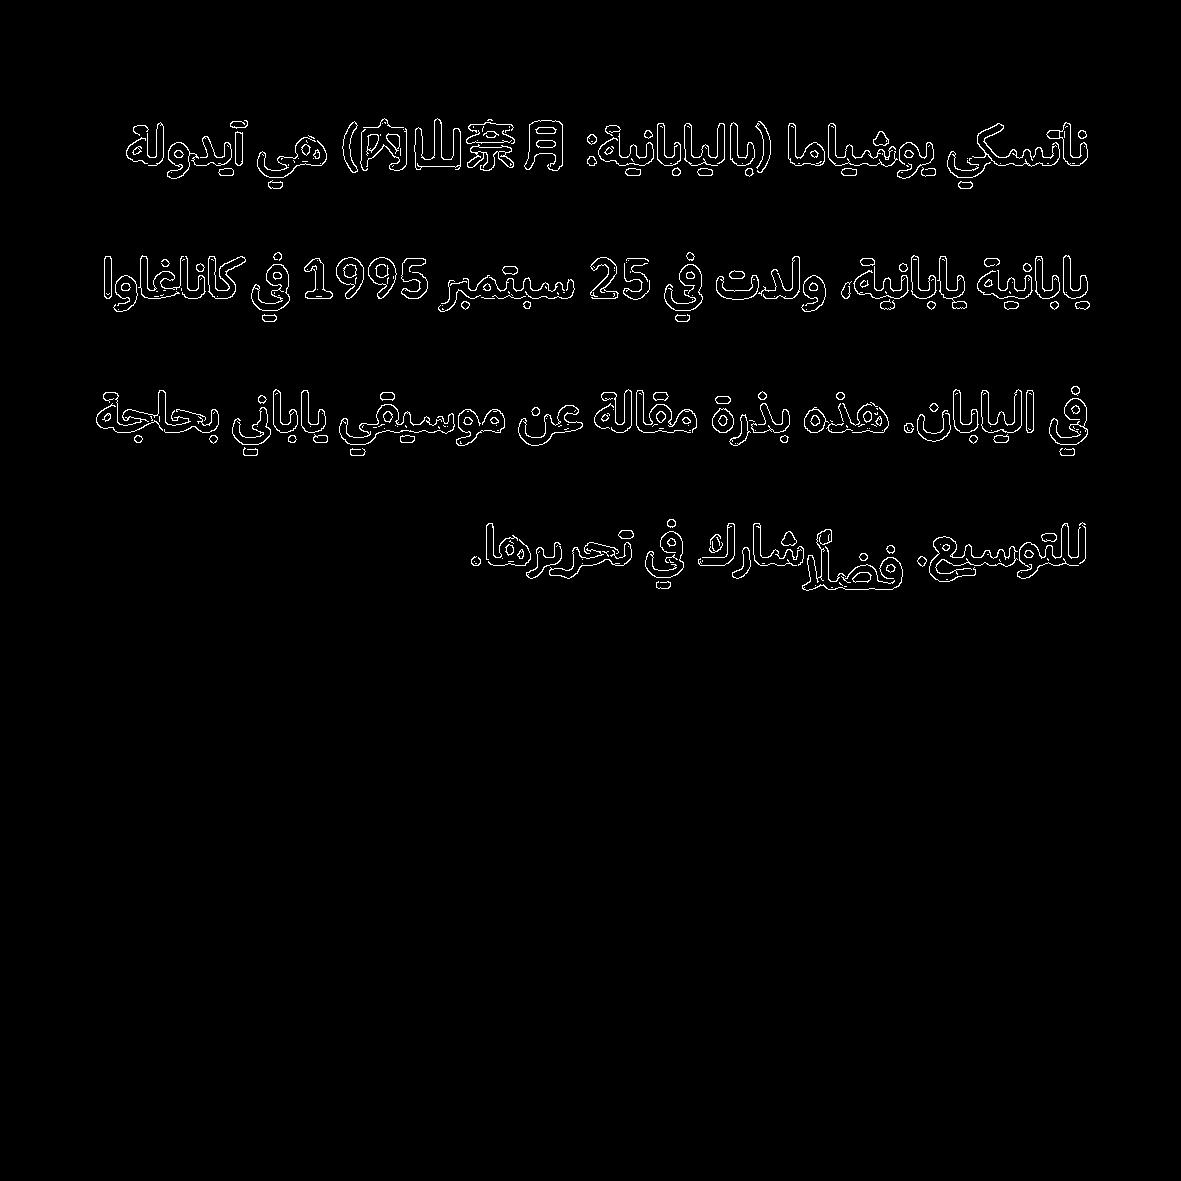 ناتسكي يوشياما (باليابانية: 内山奈月) هي آيدولة
يابانية يابانية، ولدت في 25 سبتمبر 1995 في كاناغاوا
في اليابان. هذه بذرة مقالة عن موسيقي ياباني بحاجة
للتوسيع. فضلًا شارك في تحريرها.